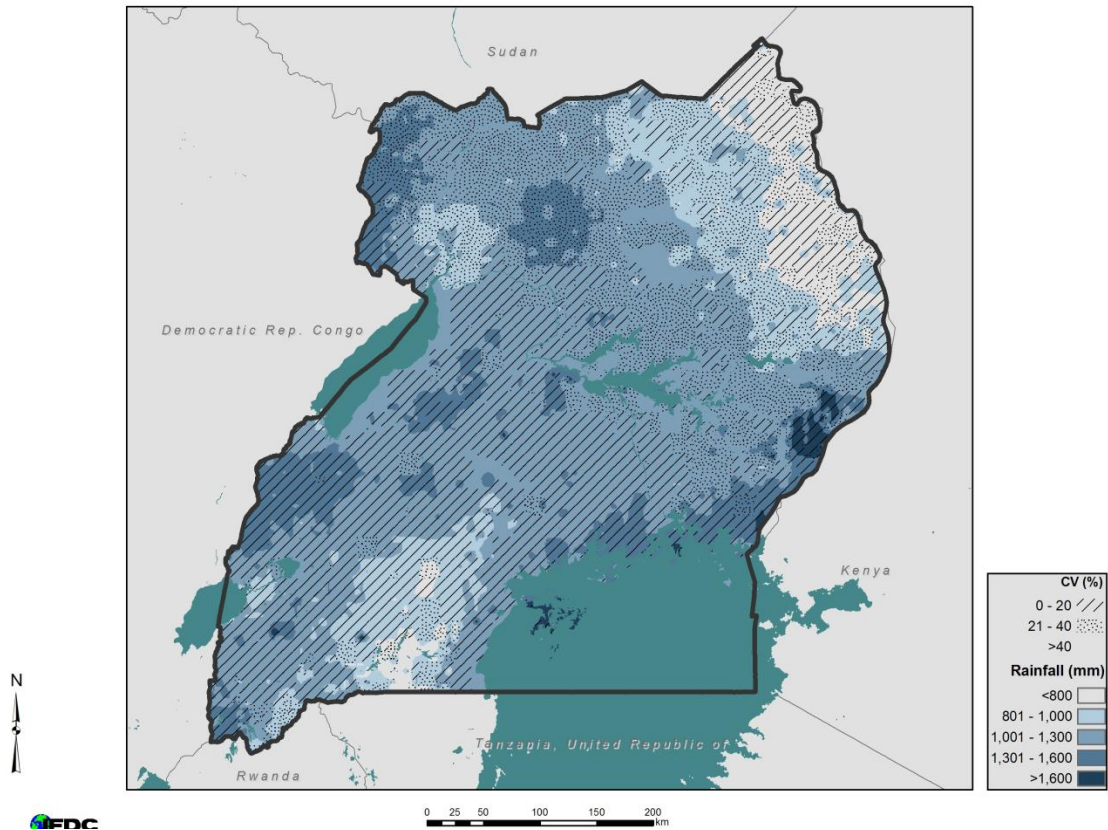 Sudan
Democratic Rep. Congo
Kenya
Tanzania, United Republic of
Rwanda
N
CV (%)
0 - 20
21 - 40
>40
Rainfall (mm)
<800
801 - 1,000
1,001 - 1,300
1,301 - 1,600
>1,600
0 25 50 100 150 200
km
IFDC